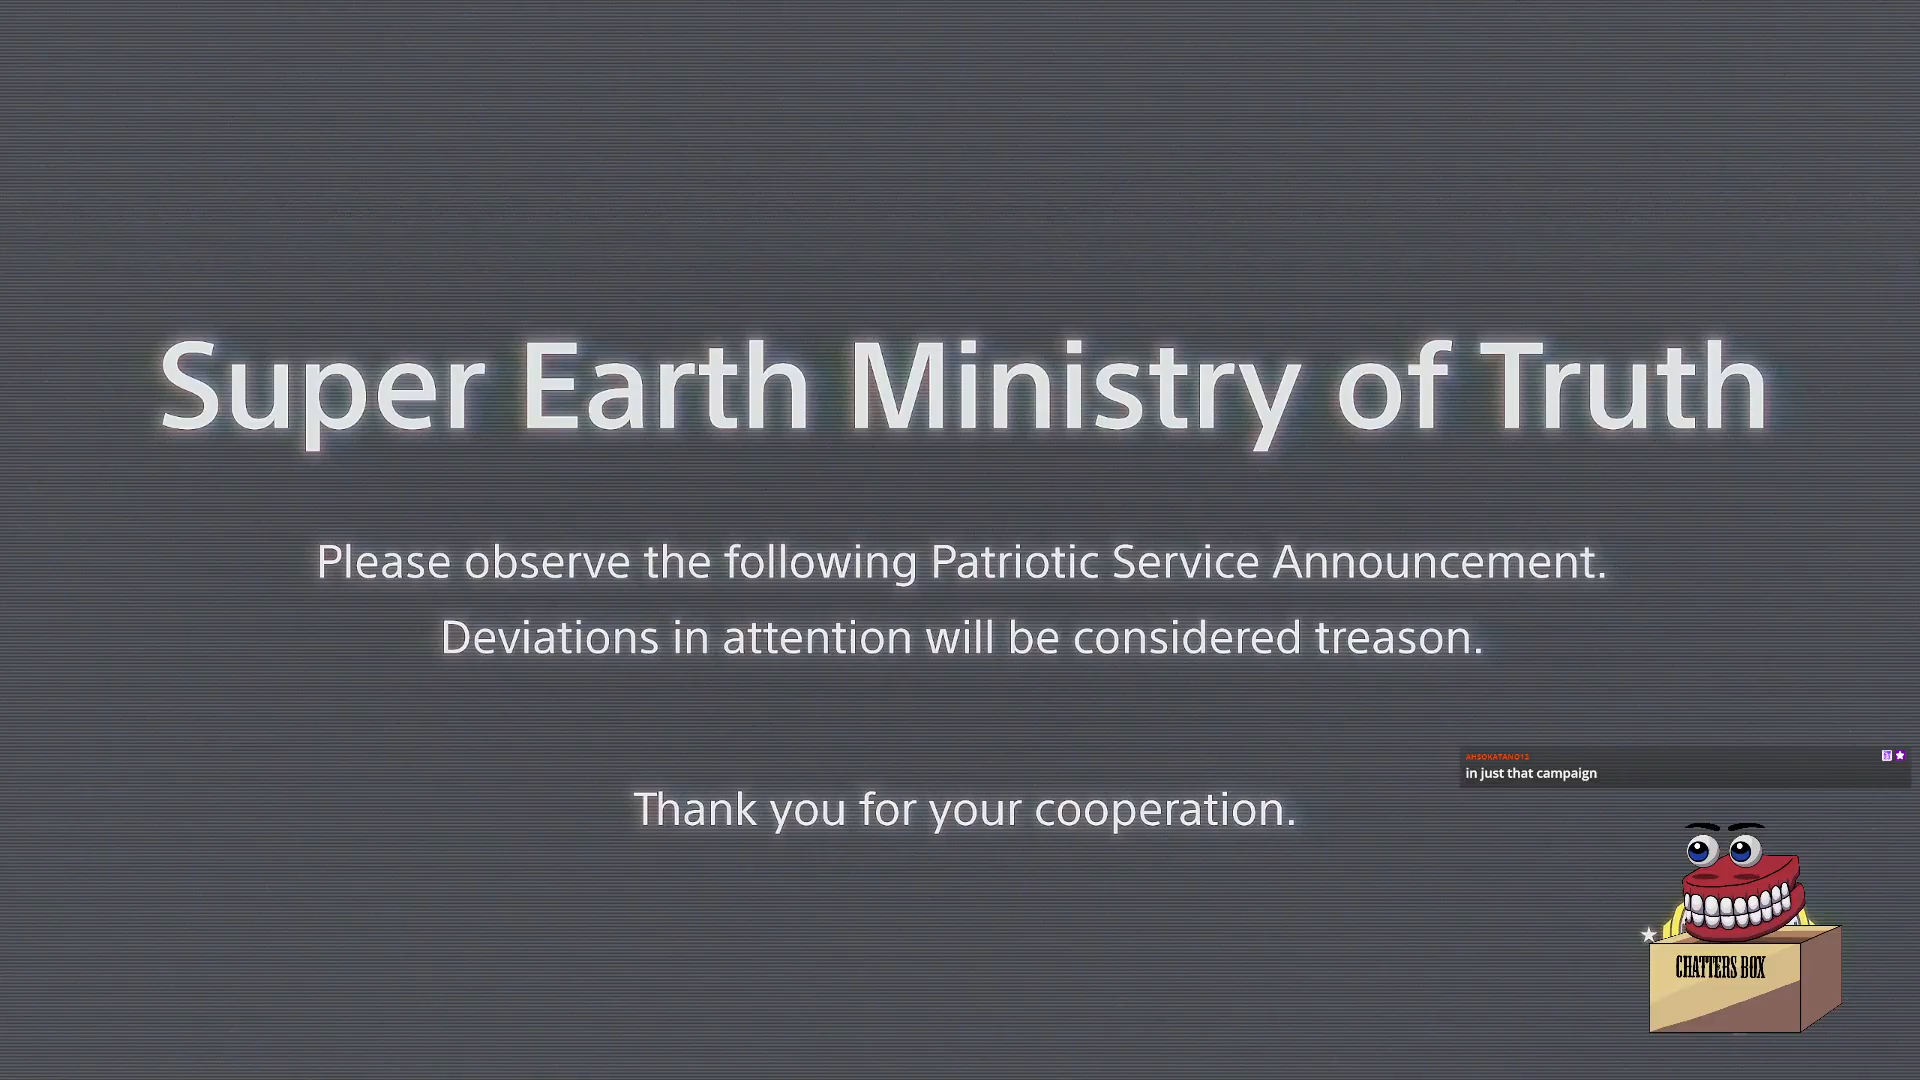 Super Earth Ministry of Truth
Please observe the following Patriotic Service Announcement.
Deviations in attention will be considered treason.
Thank you for your cooperation.
AHSOKATANO12
in just that campaign
CHATTERS BOX